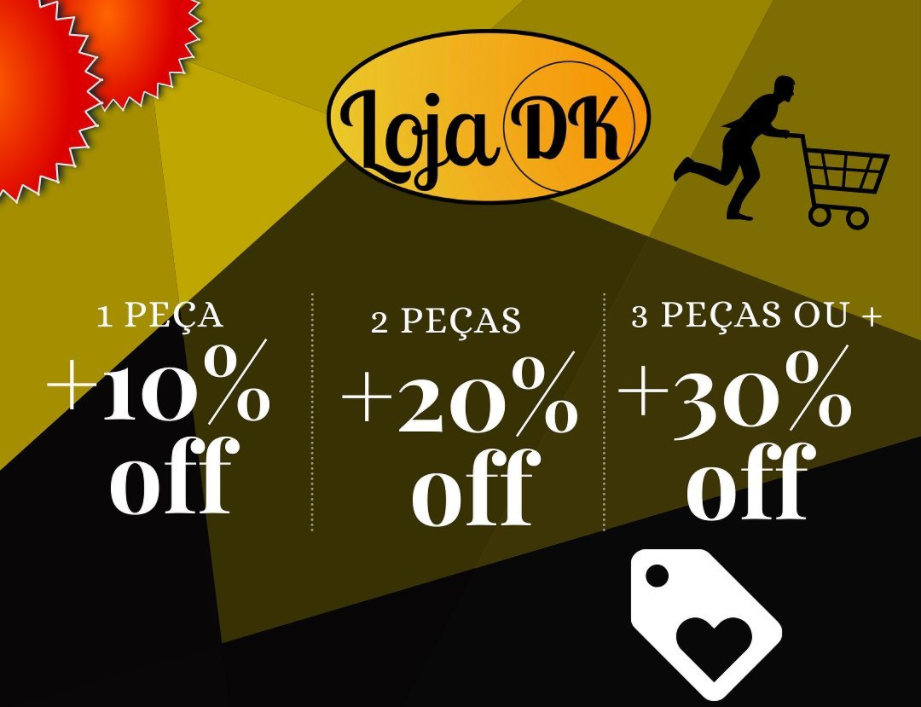 Loja DK
1 PEÇA
+10%
off
2 PEÇAS
+20%
off
3 PEÇAS OU +
+30%
off